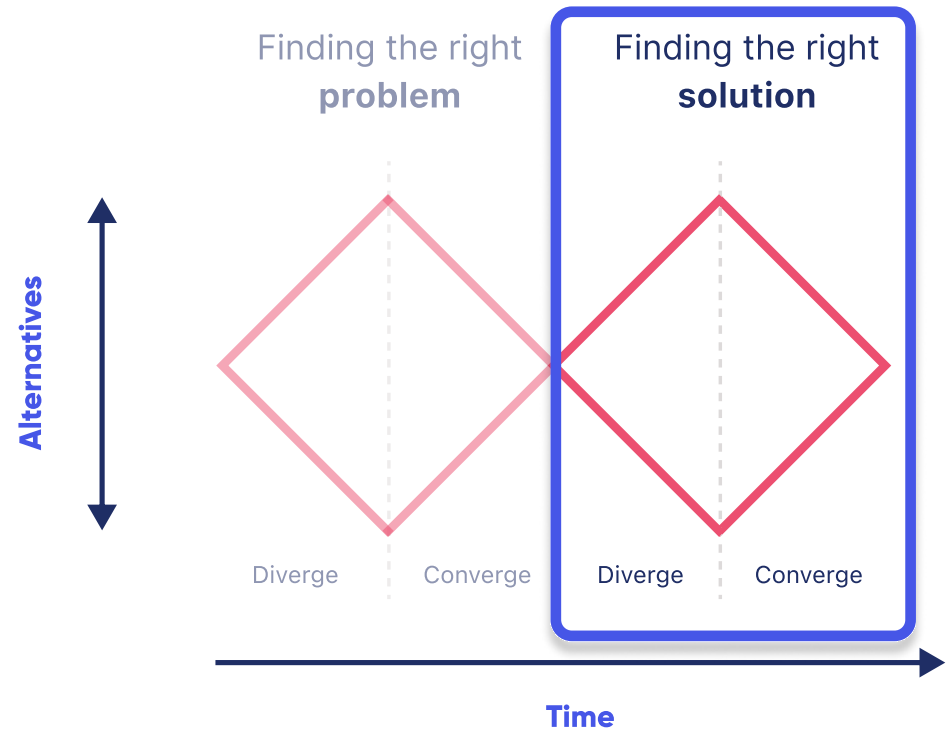 Finding the right
problem
Finding the right
solution
Alternatives
Diverge
Converge
Diverge
Converge
Time